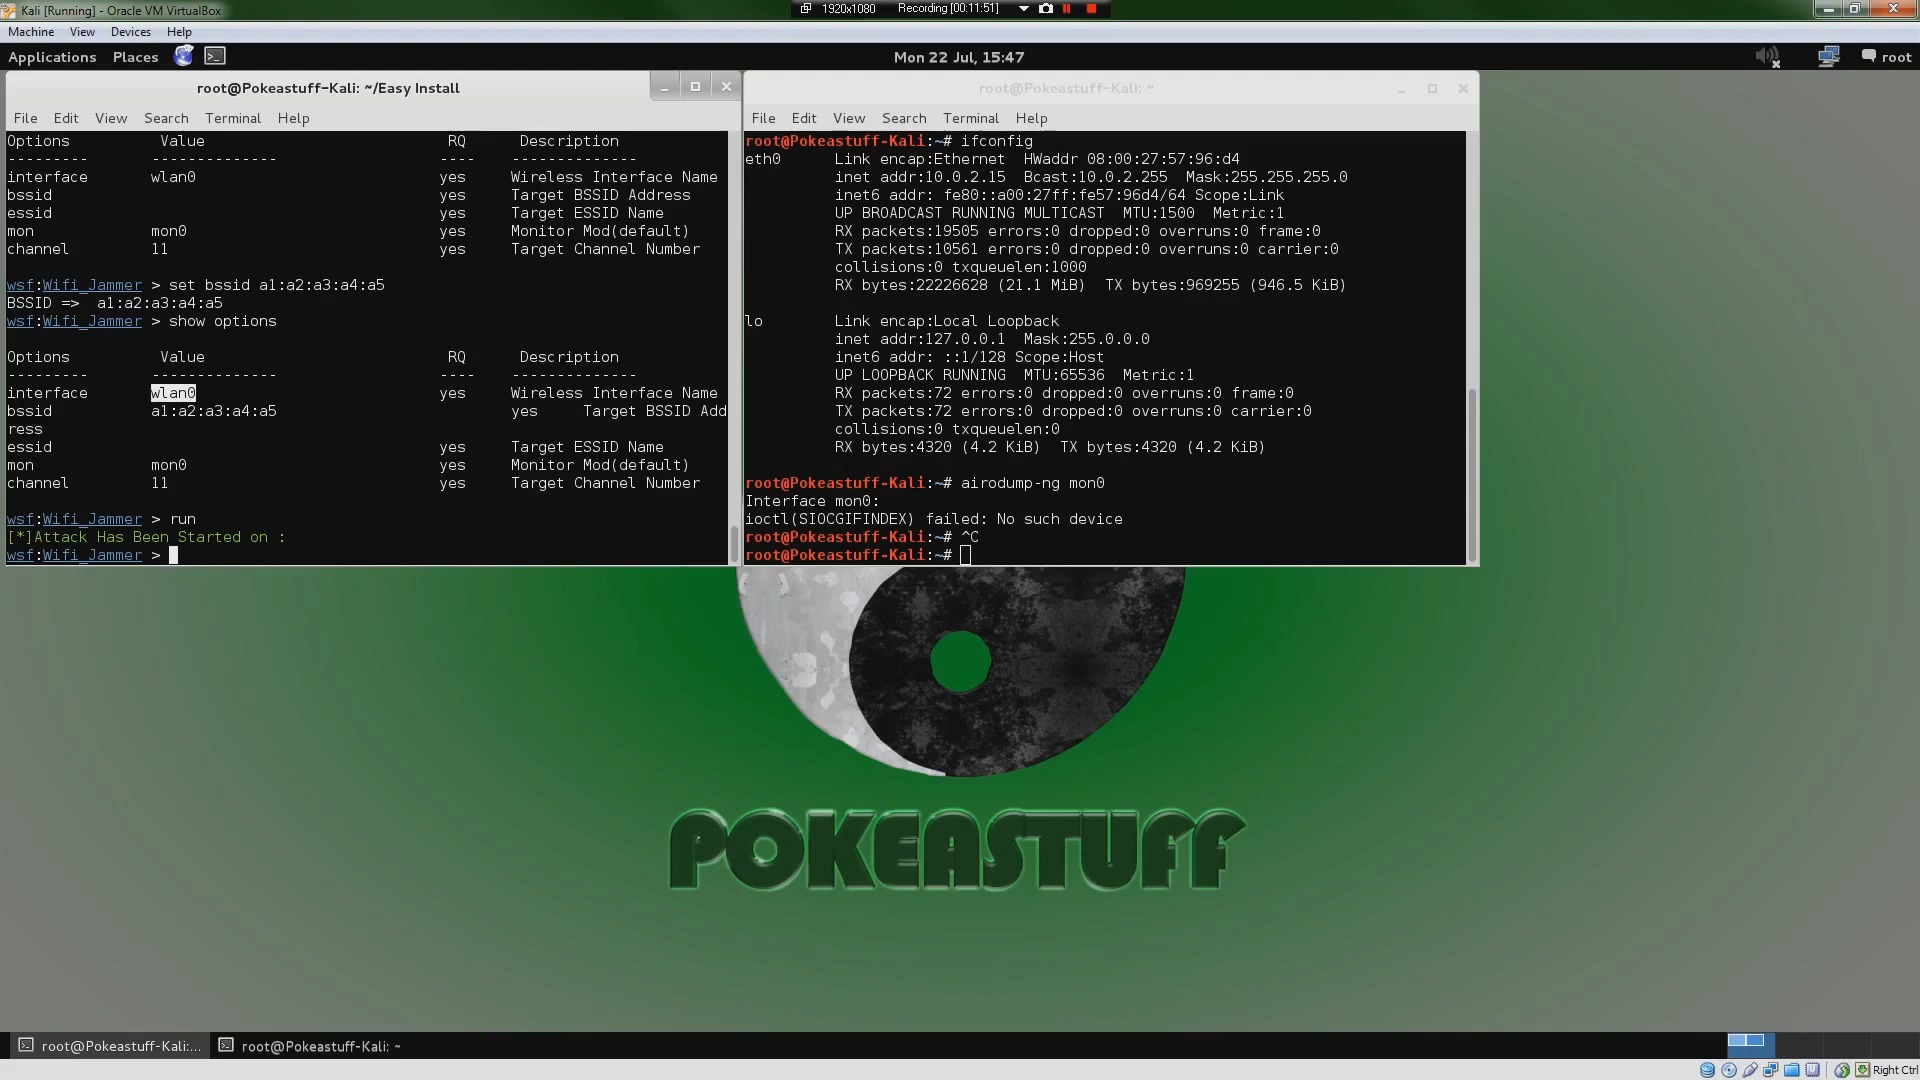 Kali [Running] - Oracle VM VirtualBox
1920x1080 Recording [00:11:51]
Machine View Devices Help
Applications Places Mon 22 Jul, 15:47 root
root@Pokeastuff-Kali: ~/Easy Install
File Edit View Search Terminal Help
Options Value RQ Description
--------- -------------- ---- --------------
interface wlan0 yes Wireless Interface Name
bssid yes Target BSSID Address
essid yes Target ESSID Name
mon mon0 yes Monitor Mod(default)
channel 11 yes Target Channel Number
wsf:Wifi_Jammer > set bssid a1:a2:a3:a4:a5
BSSID => a1:a2:a3:a4:a5
wsf:Wifi_Jammer > show options
Options Value RQ Description
--------- -------------- ---- --------------
interface wlan0 yes Wireless Interface Name
bssid a1:a2:a3:a4:a5 yes Target BSSID Add
ress
essid yes Target ESSID Name
mon mon0 yes Monitor Mod(default)
channel 11 yes Target Channel Number
wsf:Wifi_Jammer > run
[*]Attack Has Been Started on :
wsf:Wifi_Jammer >
root@Pokeastuff-Kali: ~
File Edit View Search Terminal Help
root@Pokeastuff-Kali:~# ifconfig
eth0 Link encap:Ethernet HWaddr 08:00:27:57:96:d4
inet addr:10.0.2.15 Bcast:10.0.2.255 Mask:255.255.255.0
inet6 addr: fe80::a00:27ff:fe57:96d4/64 Scope:Link
UP BROADCAST RUNNING MULTICAST MTU:1500 Metric:1
RX packets:19505 errors:0 dropped:0 overruns:0 frame:0
TX packets:10561 errors:0 dropped:0 overruns:0 carrier:0
collisions:0 txqueuelen:1000
RX bytes:22226628 (21.1 MiB) TX bytes:969255 (946.5 KiB)
lo Link encap:Local Loopback
inet addr:127.0.0.1 Mask:255.0.0.0
inet6 addr: ::1/128 Scope:Host
UP LOOPBACK RUNNING MTU:65536 Metric:1
RX packets:72 errors:0 dropped:0 overruns:0 frame:0
TX packets:72 errors:0 dropped:0 overruns:0 carrier:0
collisions:0 txqueuelen:0
RX bytes:4320 (4.2 KiB) TX bytes:4320 (4.2 KiB)
root@Pokeastuff-Kali:~# airodump-ng mon0
Interface mon0:
ioctl(SIOCGIFINDEX) failed: No such device
root@Pokeastuff-Kali:~# ^C
root@Pokeastuff-Kali:~#
POKEASTUFF
root@Pokeastuff-Kali:... root@Pokeastuff-Kali: ~
Right Ctrl